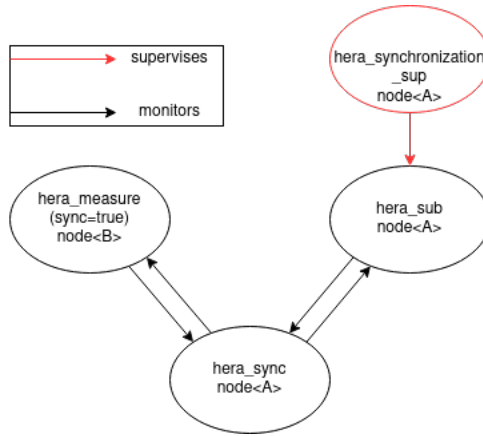 supervises
monitors
hera_synchronization
_sup
node<A>
hera_measure
(sync=true)
node<B>
hera_sub
node<A>
hera_sync
node<A>